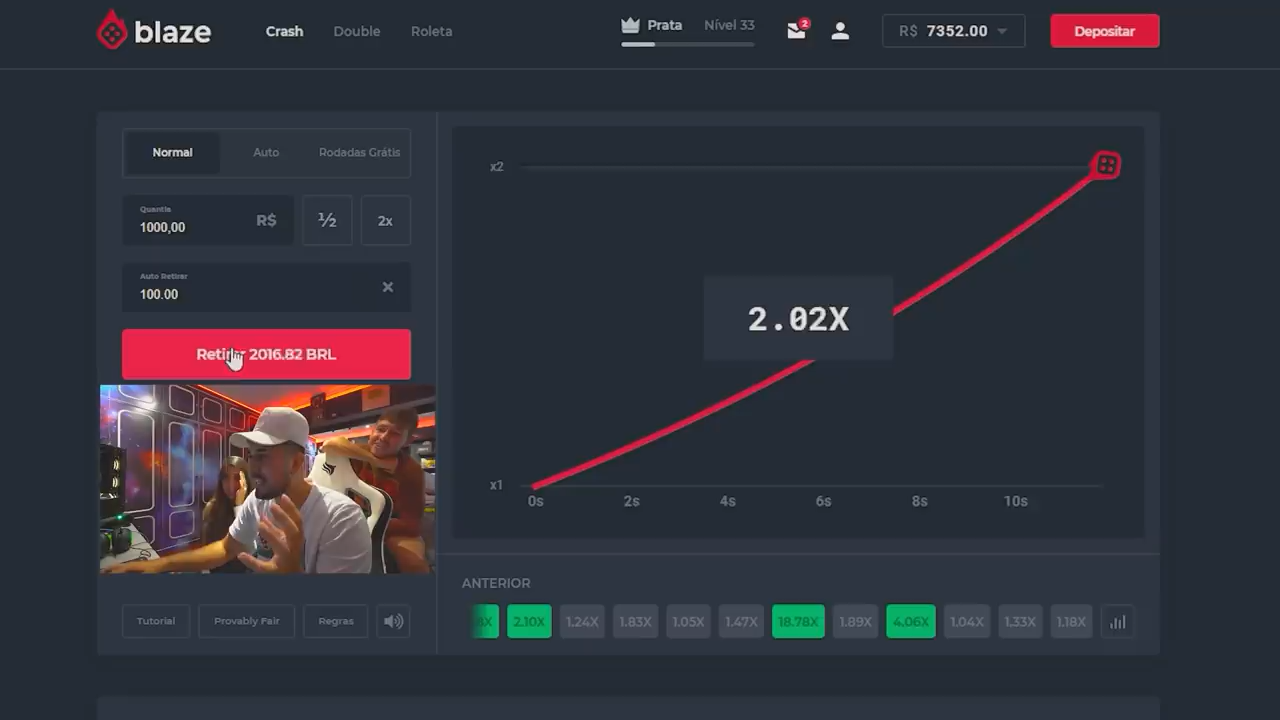 blaze
Crash Double Roleta
Prata Nível 33
2
R$ 7352.00
Depositar
Normal Auto Rodadas Grátis
Quantia
1000,00 R$ ½ 2x
Auto Retirar
100.00
Retirar 2016.82 BRL
x2
2.02X
x1
0s 2s 4s 6s 8s 10s
ANTERIOR
8X 2.10X 1.24X 1.83X 1.05X 1.47X 18.78X 1.89X 4.06X 1.04X 1.33X 1.18X
Tutorial Provably Fair Regras